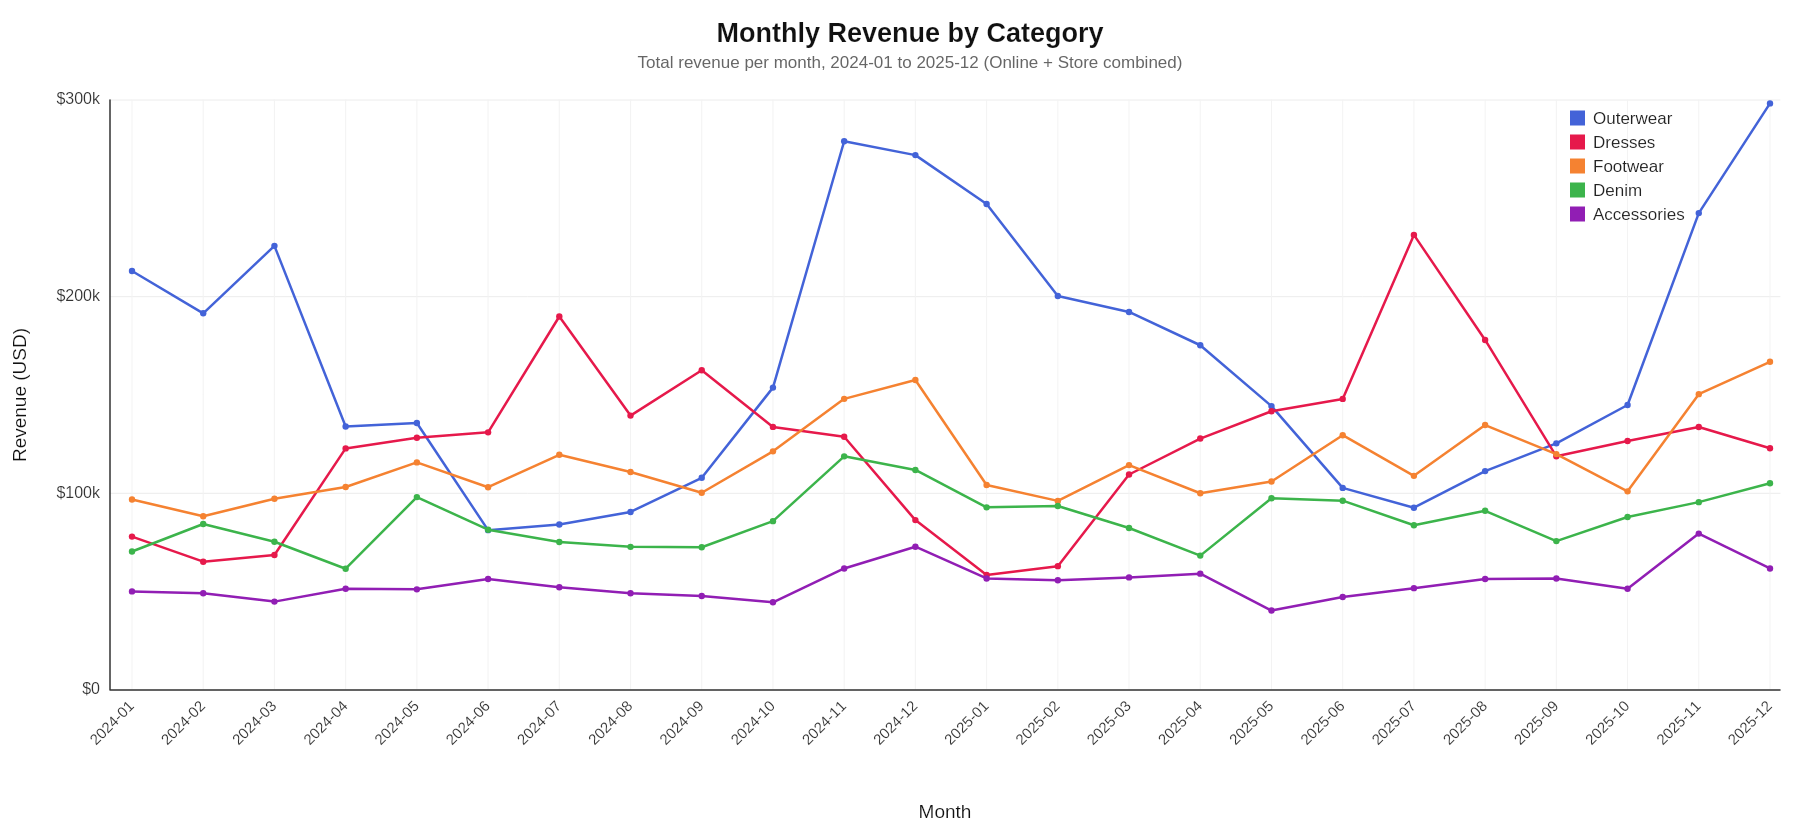 Monthly Revenue by Category
Total revenue per month, 2024-01 to 2025-12 (Online + Store combined)
Revenue (USD)
$300k
$200k
$100k
$0
Outerwear
Dresses
Footwear
Denim
Accessories
2024-01
2024-02
2024-03
2024-04
2024-05
2024-06
2024-07
2024-08
2024-09
2024-10
2024-11
2024-12
2025-01
2025-02
2025-03
2025-04
2025-05
2025-06
2025-07
2025-08
2025-09
2025-10
2025-11
2025-12
Month